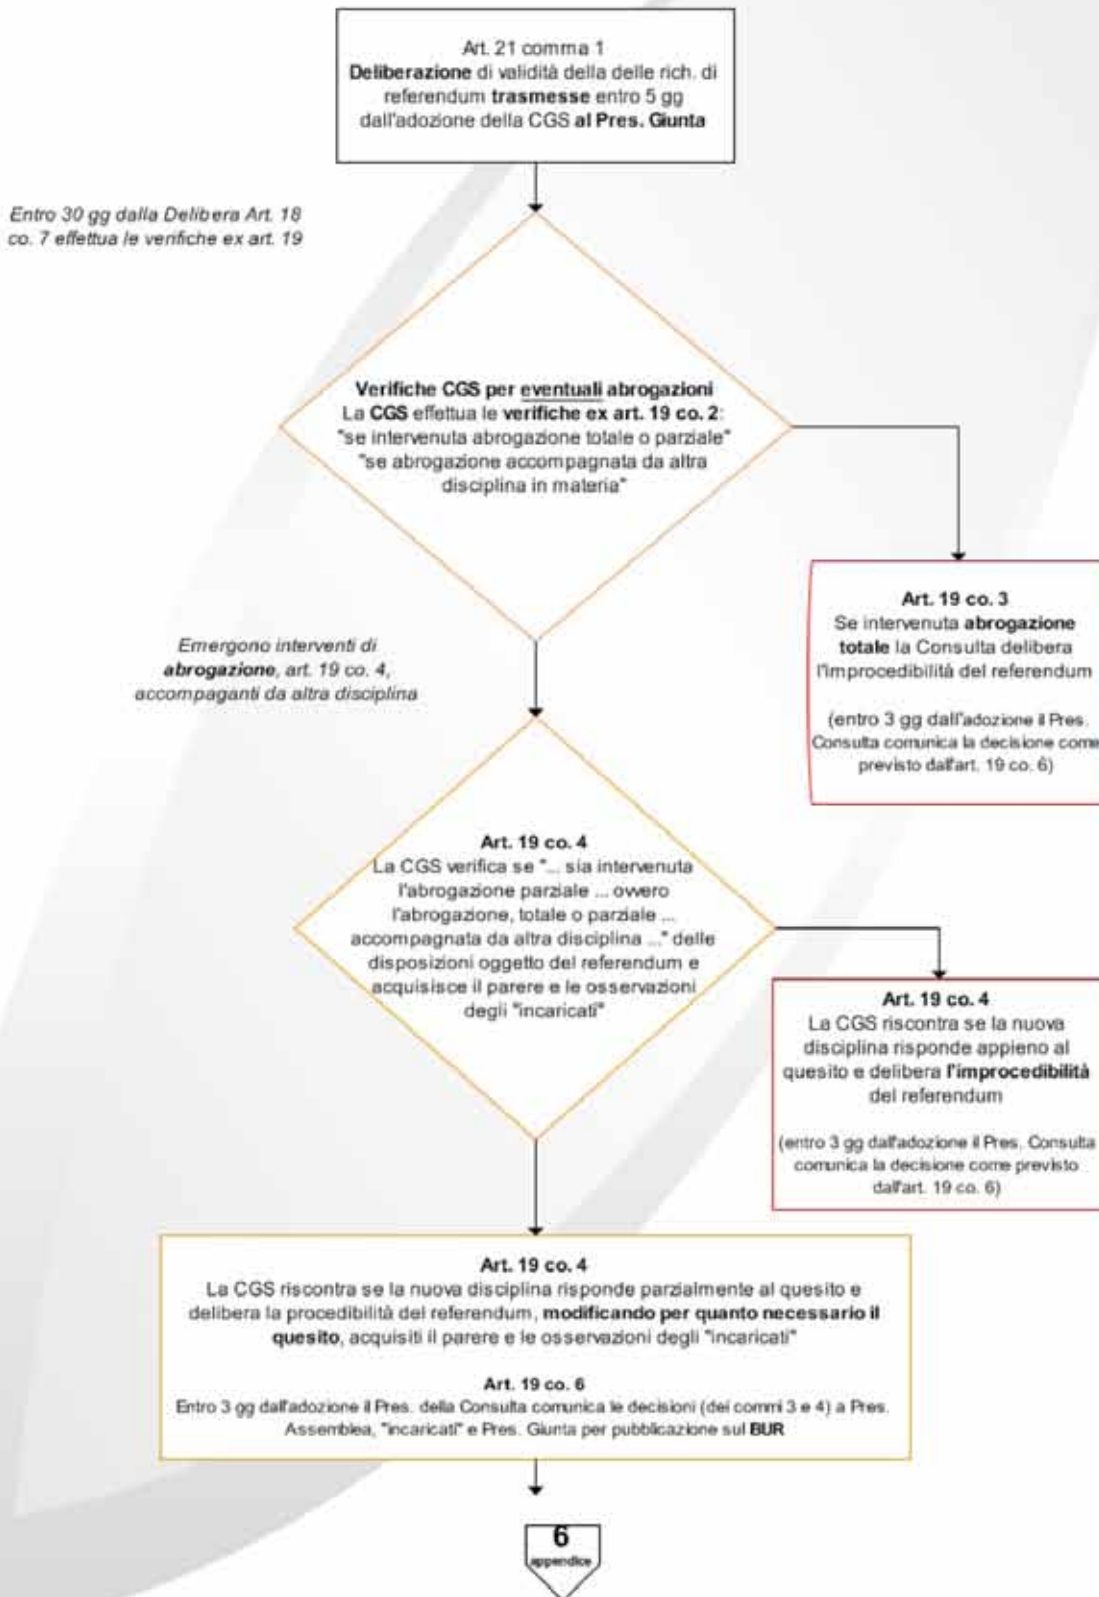 Art. 21 comma 1
Deliberazione di validità della delle rich. di
referendum trasmesse entro 5 gg
dall'adozione della CGS al Pres. Giunta
Entro 30 gg dalla Delibera Art. 18
co. 7 effettua le verifiche ex art. 19
Verifiche CGS per eventuali abrogazioni
La CGS effettua le verifiche ex art. 19 co. 2:
"se intervenuta abrogazione totale o parziale"
"se abrogazione accompagnata da altra
disciplina in materia"
Art. 19 co. 3
Se intervenuta abrogazione
totale la Consulta delibera
l'improcedibilità del referendum
(entro 3 gg dall'adozione il Pres.
Consulta comunica la decisione come
previsto dall'art. 19 co. 6)
Emergono interventi di
abrogazione, art. 19 co. 4,
accompaganti da altra disciplina
Art. 19 co. 4
La CGS verifica se "... sia intervenuta
l'abrogazione parziale ... ovvero
l'abrogazione, totale o parziale ...
accompagnata da altra disciplina ..." delle
disposizioni oggetto del referendum e
acquisisce il parere e le osservazioni
degli "incaricati"
Art. 19 co. 4
La CGS riscontra se la nuova
disciplina risponde appieno al
quesito e delibera l'improcedibilità
del referendum
(entro 3 gg dall'adozione il Pres. Consulta
comunica la decisione come previsto
dall'art. 19 co. 6)
Art. 19 co. 4
La CGS riscontra se la nuova disciplina risponde parzialmente al quesito e
delibera la procedibilità del referendum, modificando per quanto necessario il
quesito, acquisiti il parere e le osservazioni degli "incaricati"
Art. 19 co. 6
Entro 3 gg dall'adozione il Pres. della Consulta comunica le decisioni (dei commi 3 e 4) a Pres.
Assemblea, "incaricati" e Pres. Giunta per pubblicazione sul BUR
6
appendice